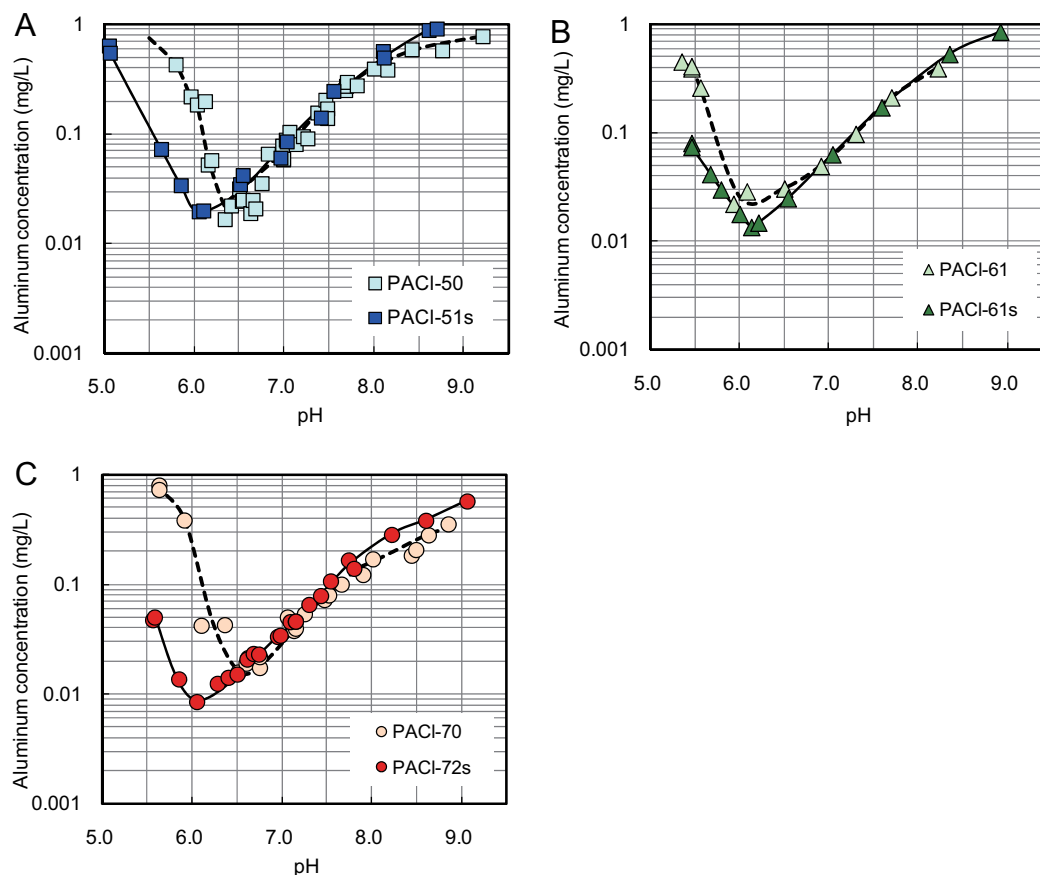 A
Aluminum concentration (mg/L)
1
0.1
0.01
0.001
PACl-50
PACl-51s
5.0 6.0 7.0 8.0 9.0
pH
B
Aluminum concentration (mg/L)
1
0.1
0.01
0.001
PACl-61
PACl-61s
5.0 6.0 7.0 8.0 9.0
pH
C
Aluminum concentration (mg/L)
1
0.1
0.01
0.001
PACl-70
PACl-72s
5.0 6.0 7.0 8.0 9.0
pH